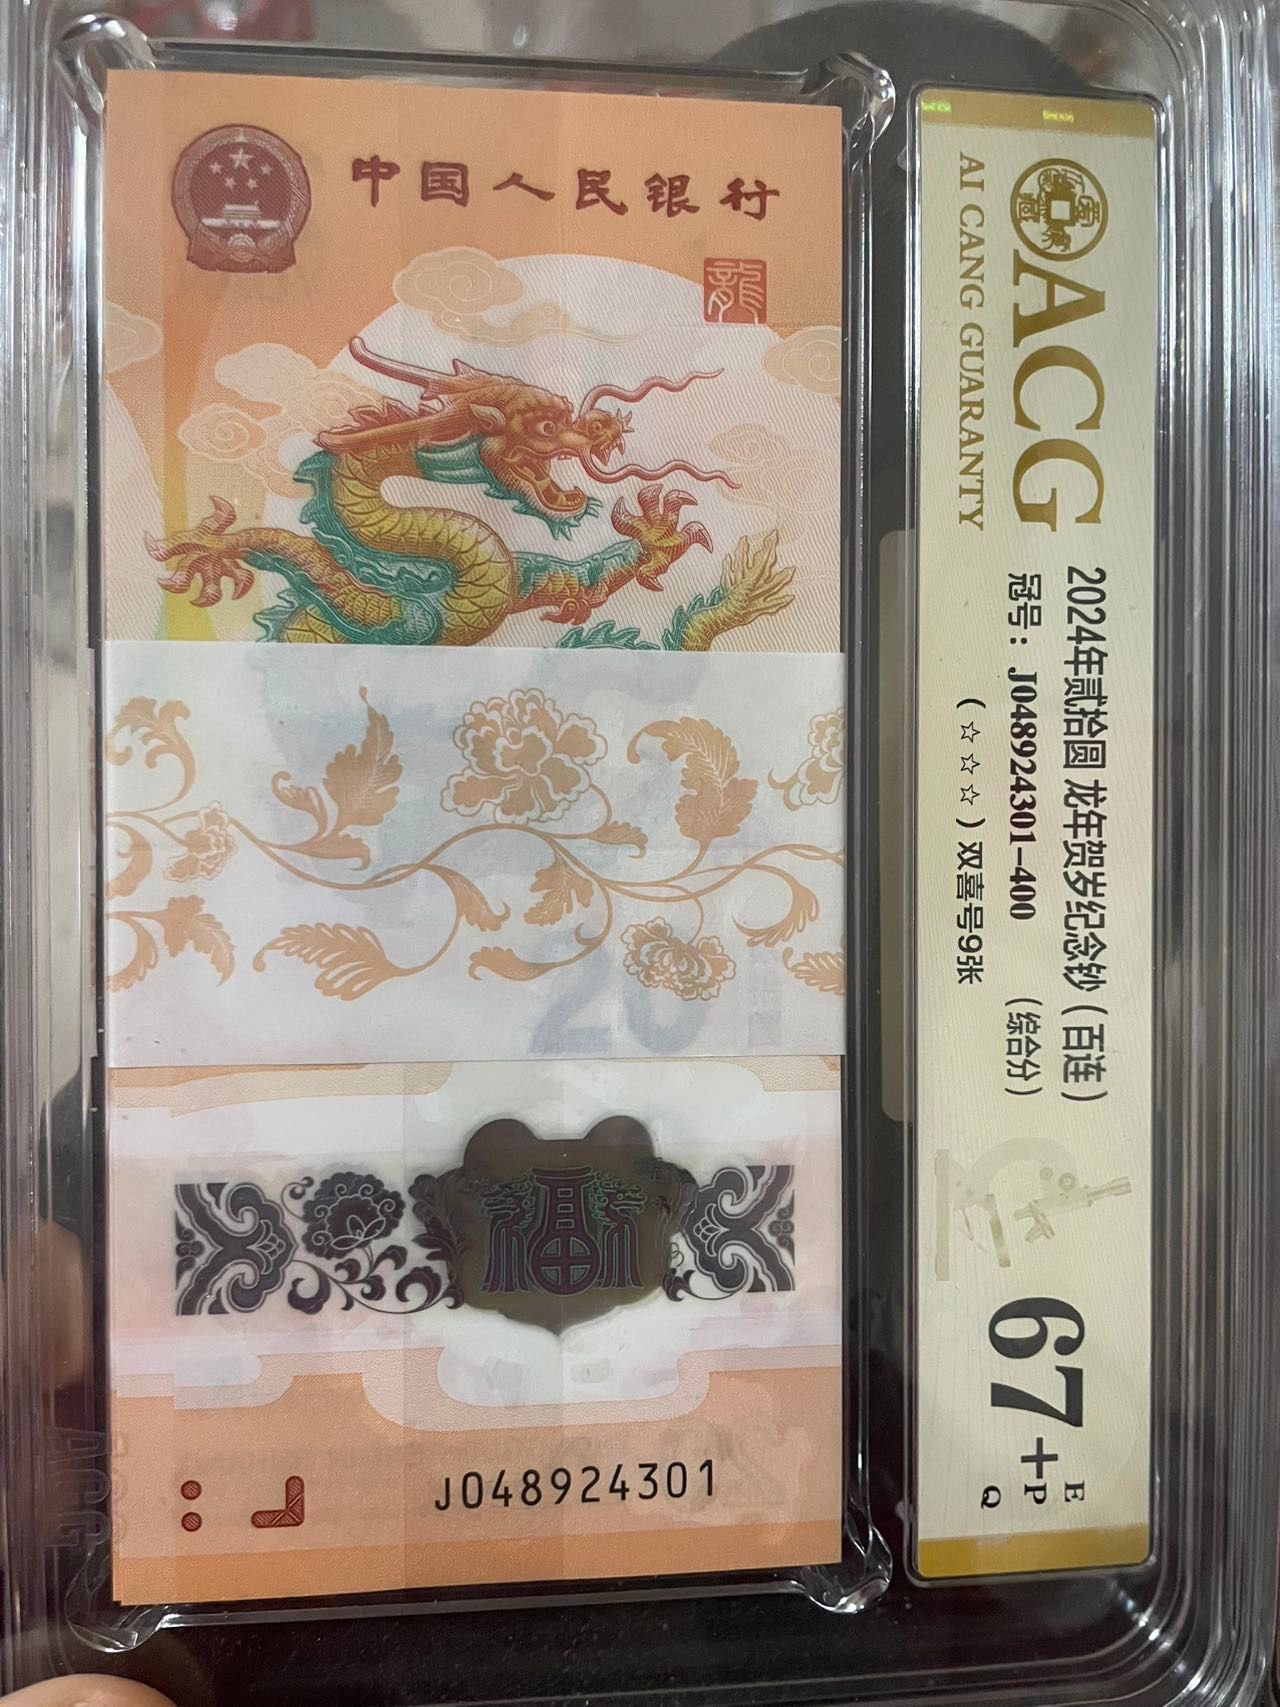 中国人民银行
龍
20
福
J048924301
ACG
AI CANG GUARANTY
2024年贰拾圆 龙年贺岁纪念钞(百连)
冠号: J048924301-400 (综合分)
(☆☆☆)双喜号9张
67+
E
P
Q
ACG